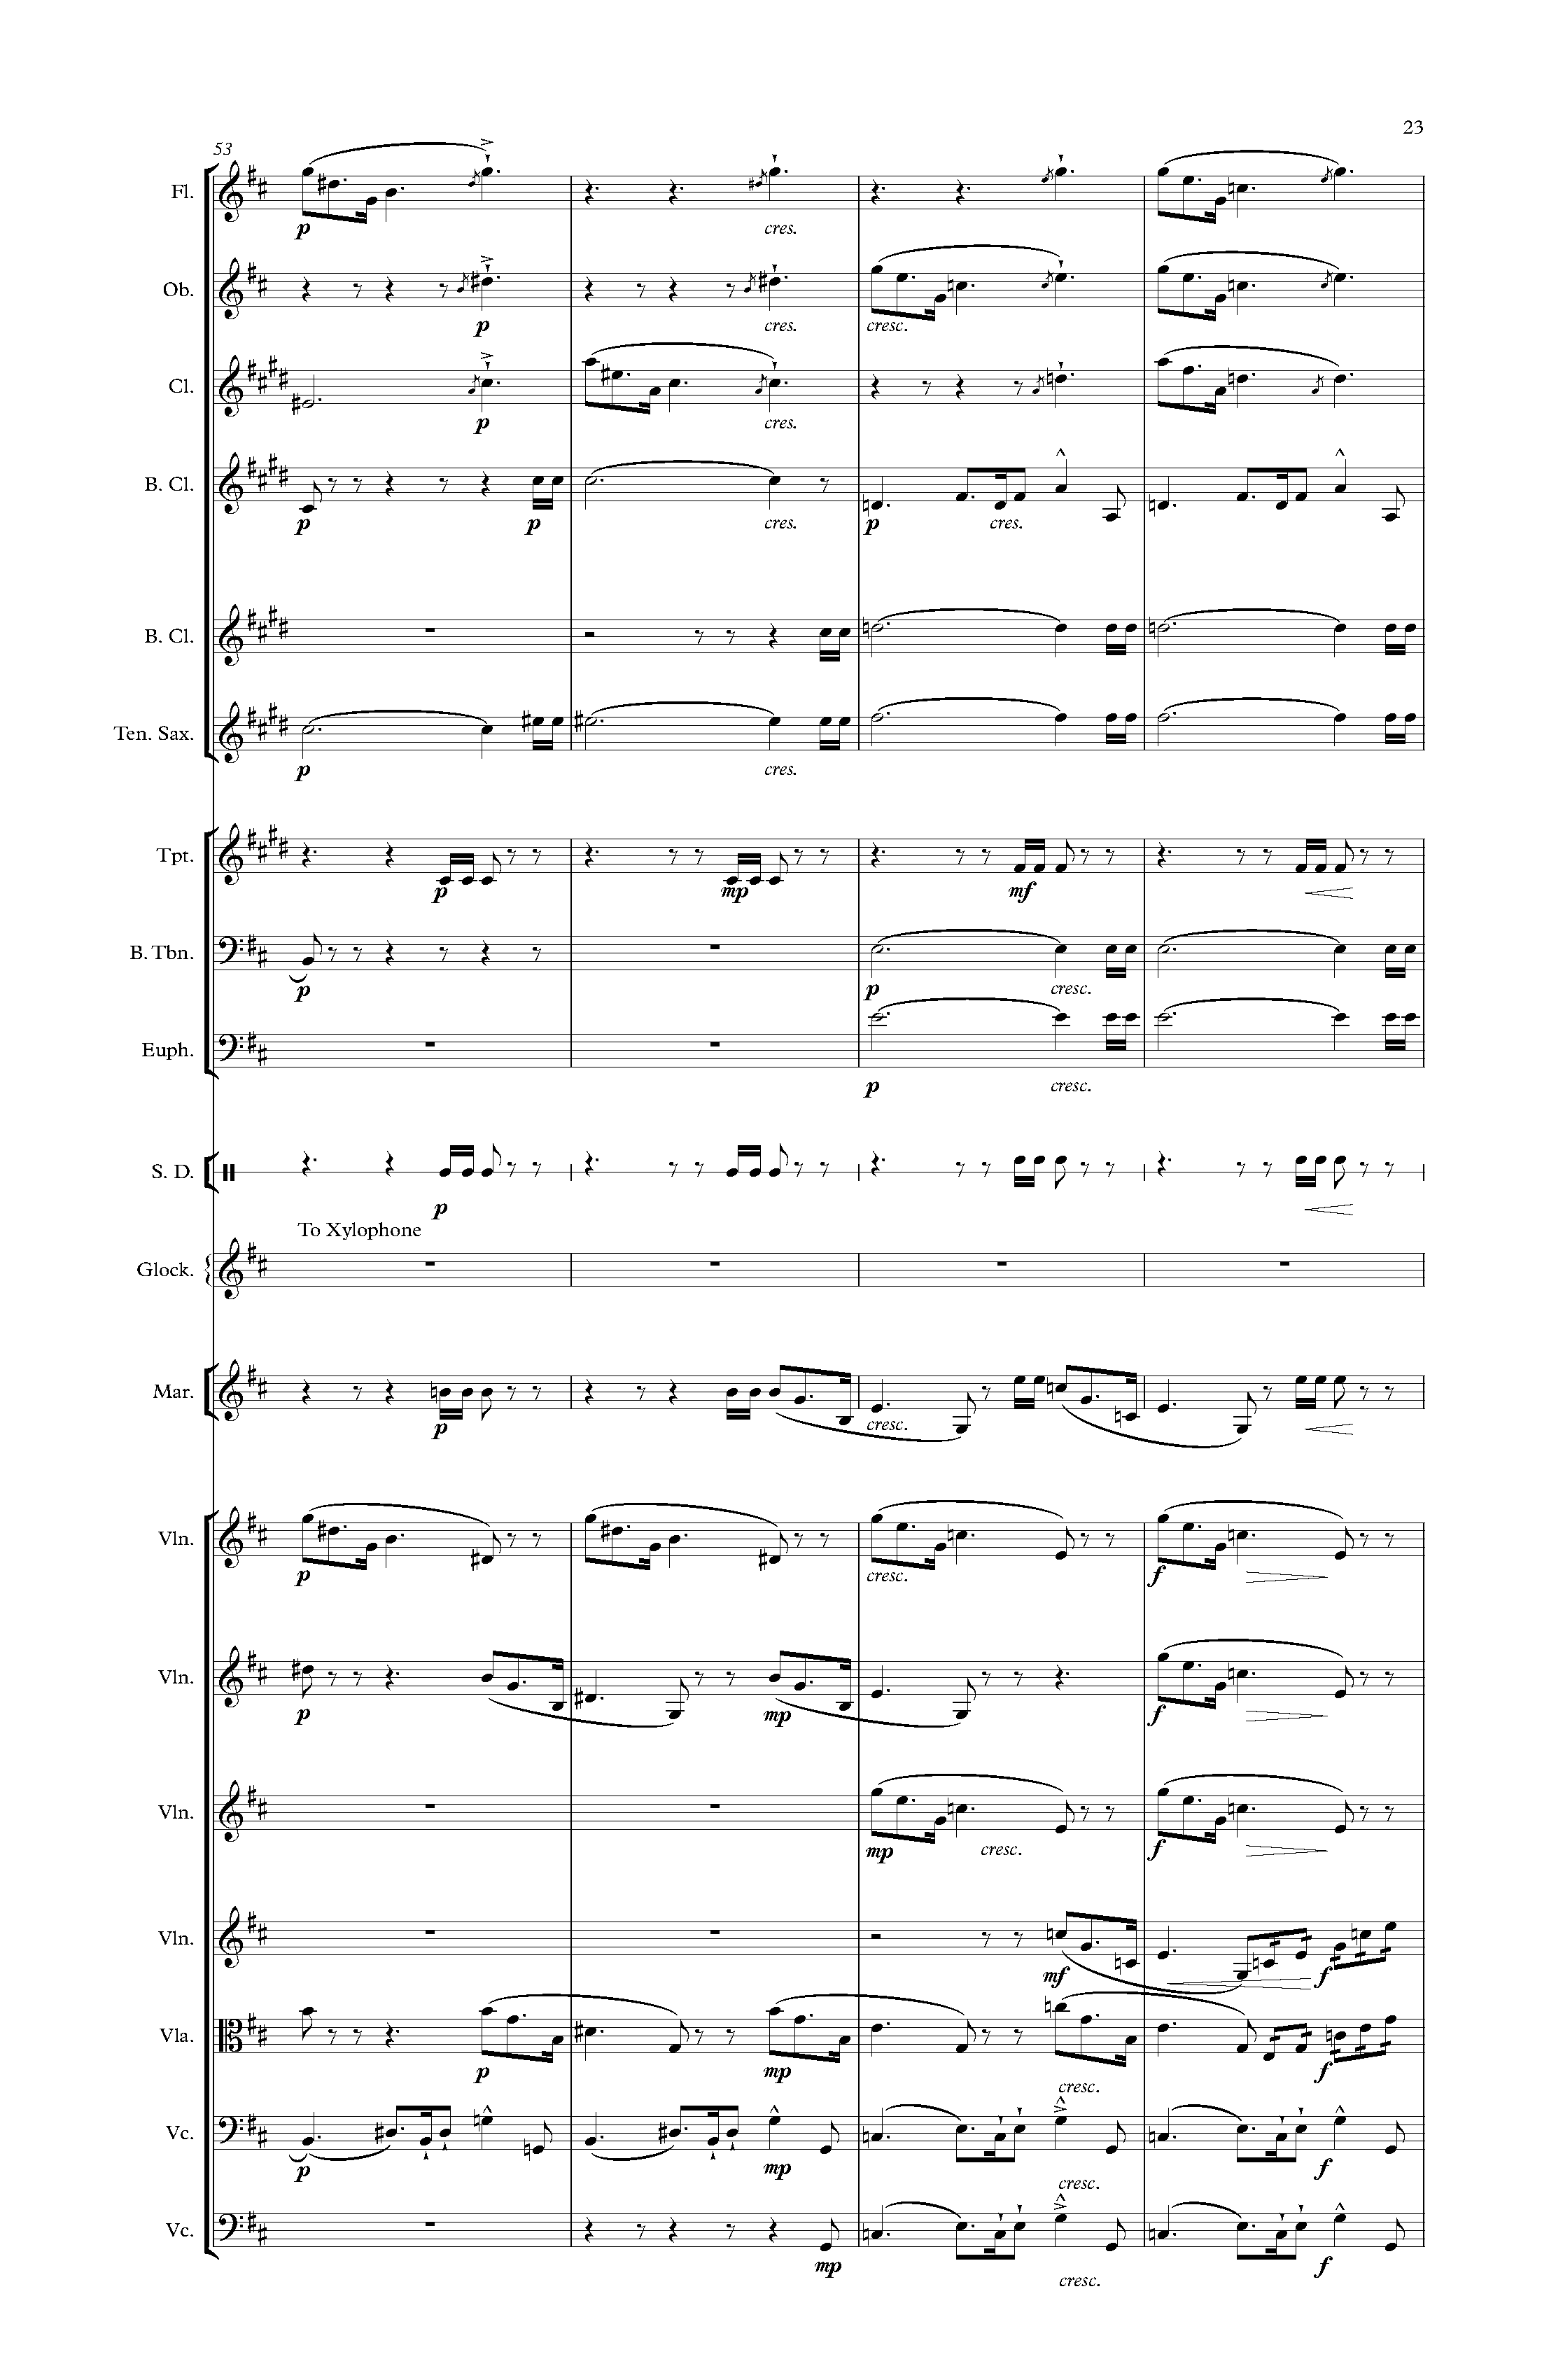 23
53
Fl.
p
cres.
Ob.
p
cres.
cresc.
Cl.
p
cres.
B. Cl.
p
p
cres.
p
cres.
B. Cl.
Ten. Sax.
p
cres.
Tpt.
p
mp
mf
B. Tbn.
p
p
cresc.
Euph.
p
cresc.
S. D.
p
To Xylophone
Glock.
Mar.
p
cresc.
Vln.
p
cresc.
f
Vln.
p
mp
f
Vln.
mp
cresc.
f
Vln.
mf
f
Vla.
p
mp
cresc.
f
Vc.
p
mp
cresc.
f
Vc.
mp
cresc.
f